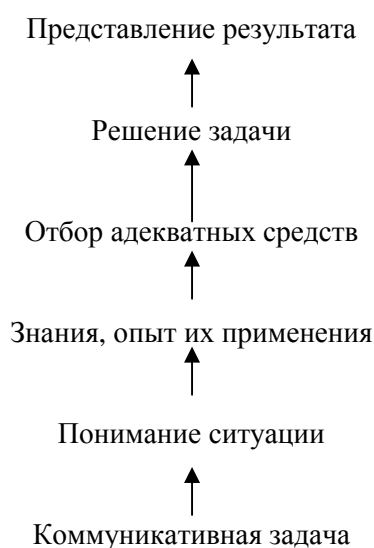 Представление результата
Решение задачи
Отбор адекватных средств
Знания, опыт их применения
Понимание ситуации
Коммуникативная задача